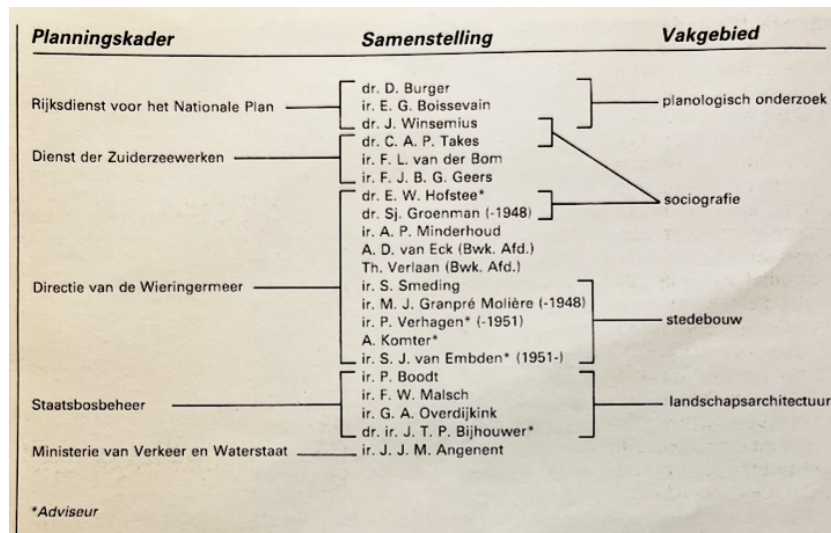 Planningskader Samenstelling Vakgebied
dr. D. Burger
ir. E. G. Boissevain
Rijksdienst voor het Nationale Plan planologisch onderzoek
dr. J. Winsemius
dr. C. A. P. Takes
Dienst der Zuiderzeewerken ir. F. L. van der Bom
ir. F. J. B. G. Geers
dr. E. W. Hofstee*
sociografie
dr. Sj. Groenman (-1948)
ir. A. P. Minderhoud
A. D. van Eck (Bwk. Afd.)
Th. Verlaan (Bwk. Afd.)
Directie van de Wieringermeer ir. S. Smeding
ir. M. J. Granpré Molière (-1948)
ir. P. Verhagen* (-1951) stedebouw
A. Komter*
ir. S. J. van Embden* (1951-)
ir. P. Boodt
ir. F. W. Malsch
Staatsbosbeheer landschapsarchitectuur
ir. G. A. Overdijkink
dr. ir. J. T. P. Bijhouwer*
Ministerie van Verkeer en Waterstaat ir. J. J. M. Angenent
*Adviseur